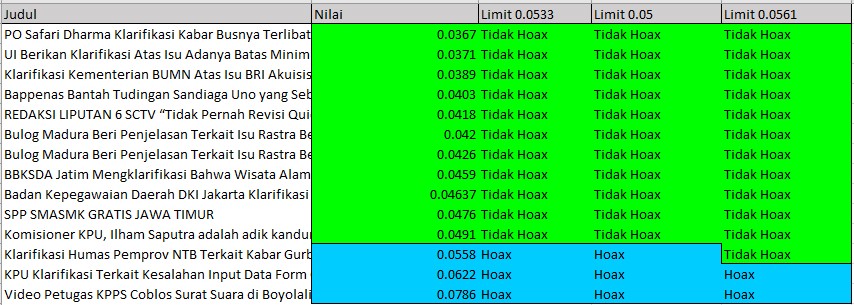 Judul Nilai Limit 0.0533 Limit 0.05 Limit 0.0561
PO Safari Dharma Klarifikasi Kabar Busnya Terlibat 0.0367 Tidak Hoax Tidak Hoax Tidak Hoax
UI Berikan Klarifikasi Atas Isu Adanya Batas Minim 0.0371 Tidak Hoax Tidak Hoax Tidak Hoax
Klarifikasi Kementerian BUMN Atas Isu BRI Akuisis 0.0389 Tidak Hoax Tidak Hoax Tidak Hoax
Bappenas Bantah Tudingan Sandiaga Uno yang Seb 0.0403 Tidak Hoax Tidak Hoax Tidak Hoax
REDAKSI LIPUTAN 6 SCTV “Tidak Pernah Revisi Qui 0.0418 Tidak Hoax Tidak Hoax Tidak Hoax
Bulog Madura Beri Penjelasan Terkait Isu Rastra Be 0.042 Tidak Hoax Tidak Hoax Tidak Hoax
Bulog Madura Beri Penjelasan Terkait Isu Rastra Be 0.0426 Tidak Hoax Tidak Hoax Tidak Hoax
BBKSDA Jatim Mengklarifikasi Bahwa Wisata Alam 0.0459 Tidak Hoax Tidak Hoax Tidak Hoax
Badan Kepegawaian Daerah DKI Jakarta Klarifikasi 0.04637 Tidak Hoax Tidak Hoax Tidak Hoax
SPP SMASMK GRATIS JAWA TIMUR 0.0476 Tidak Hoax Tidak Hoax Tidak Hoax
Komisioner KPU, Ilham Saputra adalah adik kandu 0.0491 Tidak Hoax Tidak Hoax Tidak Hoax
Klarifikasi Humas Pemprov NTB Terkait Kabar Gurb 0.0558 Hoax Hoax Tidak Hoax
KPU Klarifikasi Terkait Kesalahan Input Data Form 0.0622 Hoax Hoax Hoax
Video Petugas KPPS Coblos Surat Suara di Boyolali 0.0786 Hoax Hoax Hoax